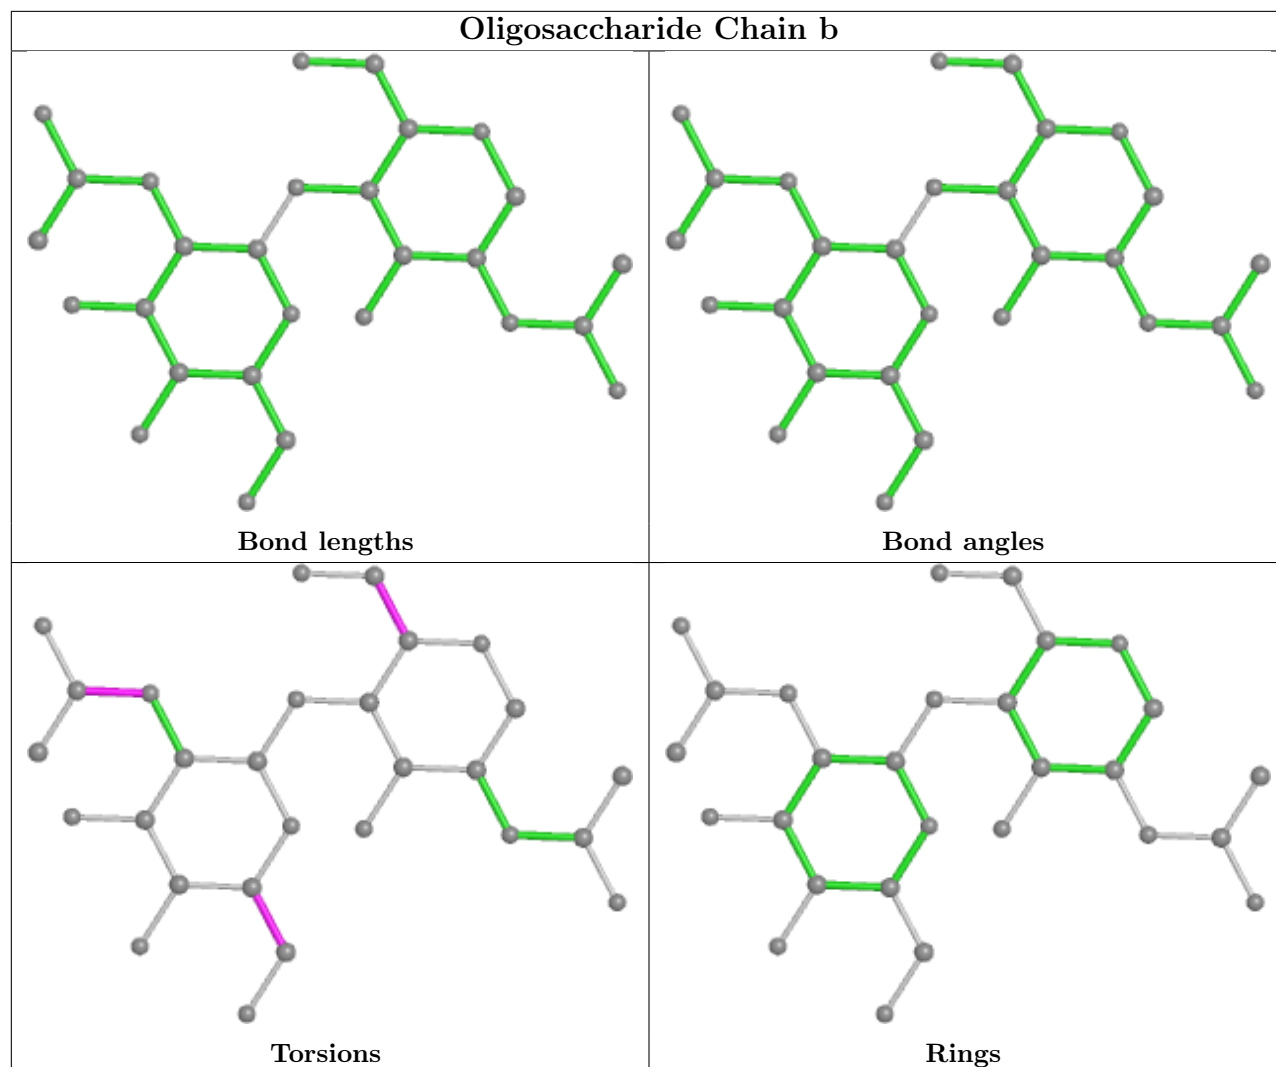 Oligosaccharide Chain b
Bond lengths
Bond angles
Torsions
Rings